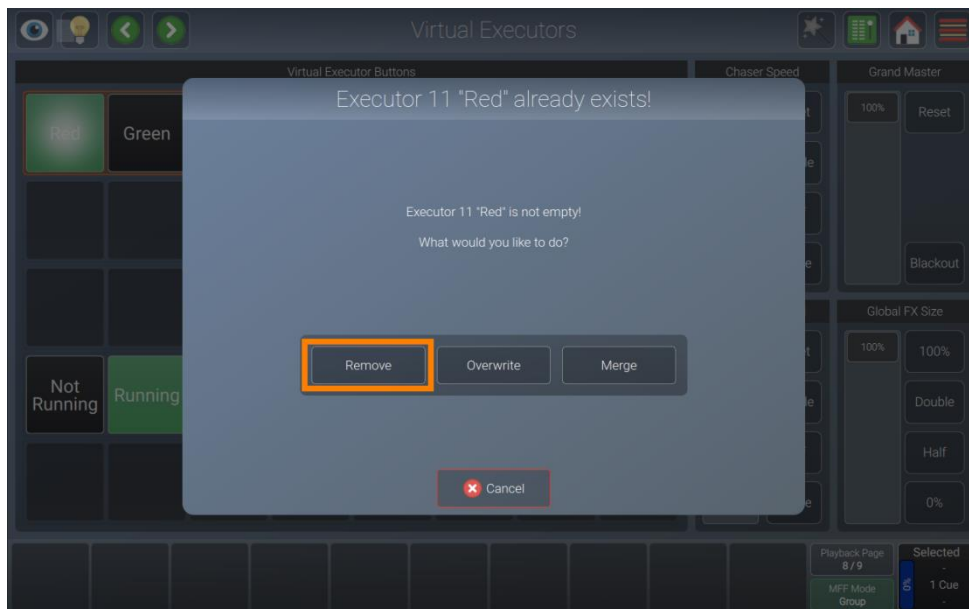 Virtual Executors
Virtual Executor Buttons
Chaser Speed
Grand Master
Executor 11 "Red" already exists!
Red
Green
100%
Reset
Executor 11 "Red" is not empty!
What would you like to do?
Blackout
Global FX Size
Remove
Overwrite
Merge
100%
100%
Not
Running
Running
Double
Half
Cancel
0%
Playback Page
8 / 9
MFF Mode
Group
Selected
-
1 Cue
-